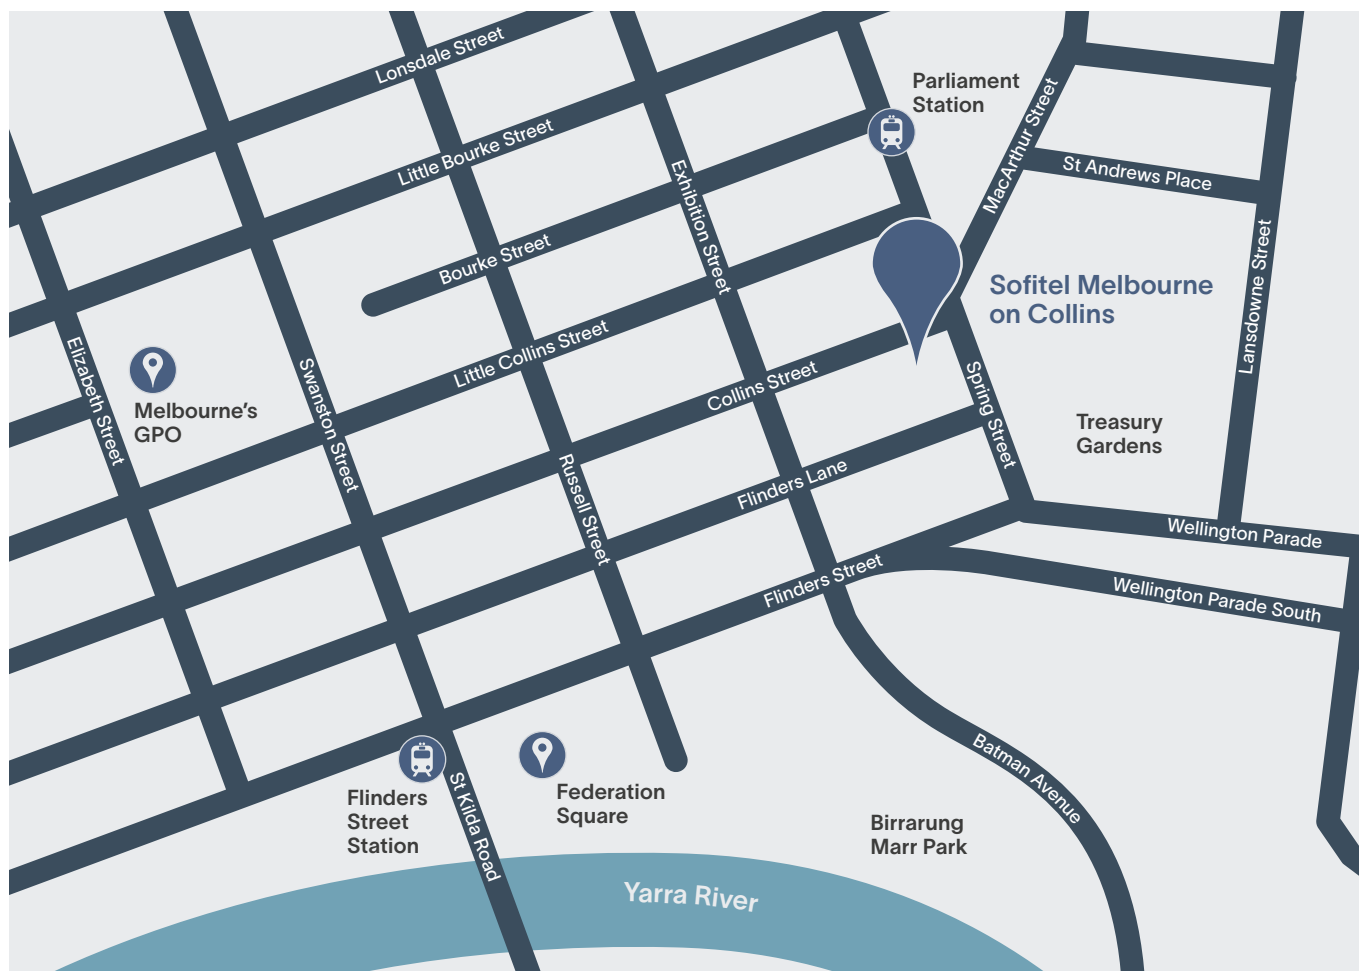 Lonsdale Street
Parliament
Station
MacArthur Street
Little Bourke Street
St Andrews Place
Exhibition Street
Bourke Street
Sofitel Melbourne
on Collins
Lansdowne Street
Elizabeth Street
Melbourne’s
GPO
Swanston Street
Little Collins Street
Collins Street
Spring Street
Treasury
Gardens
Russell Street
Flinders Lane
Wellington Parade
Flinders Street
Wellington Parade South
Batman Avenue
Flinders
Street
Station
St Kilda Road
Federation
Square
Birrarung
Marr Park
Yarra River